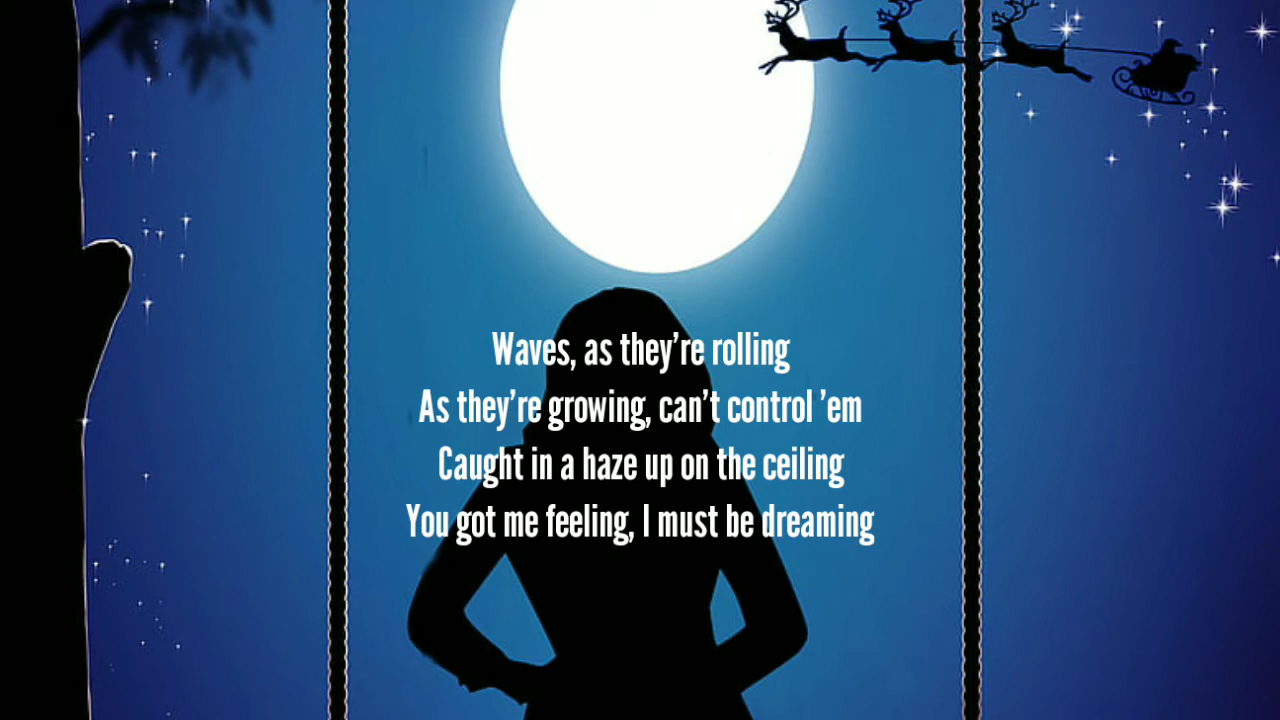 Waves, as they’re rolling
As they’re growing, can’t control ’em
Caught in a haze up on the ceiling
You got me feeling, I must be dreaming